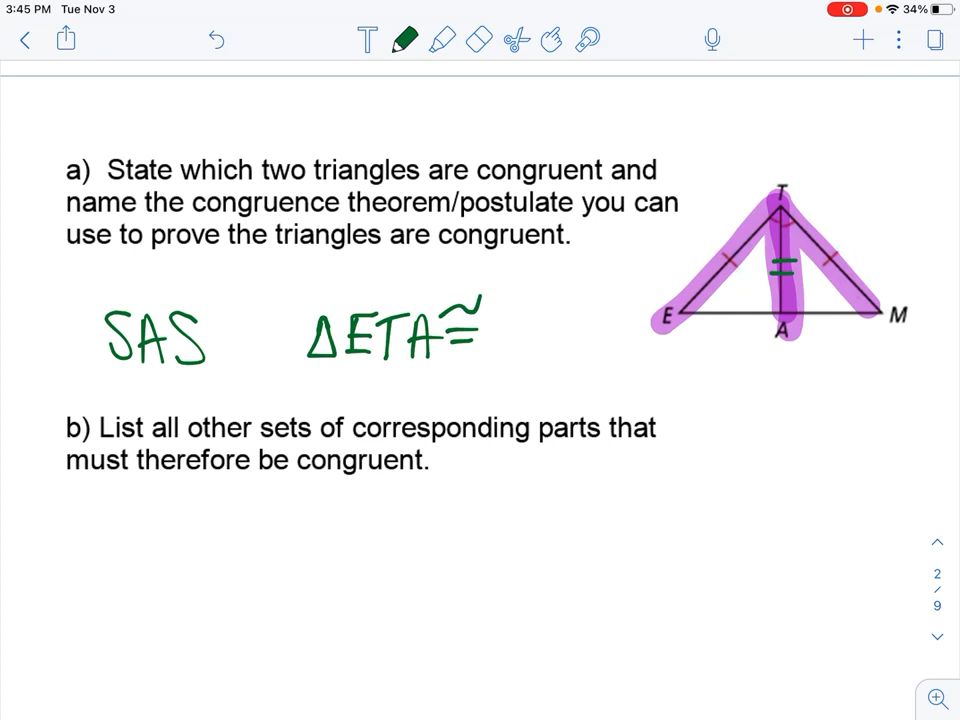 3:45 PM Tue Nov 3
34%
T
a) State which two triangles are congruent and
name the congruence theorem/postulate you can
use to prove the triangles are congruent.
T
E
A
M
SAS △ETA≅
b) List all other sets of corresponding parts that
must therefore be congruent.
2
/
9